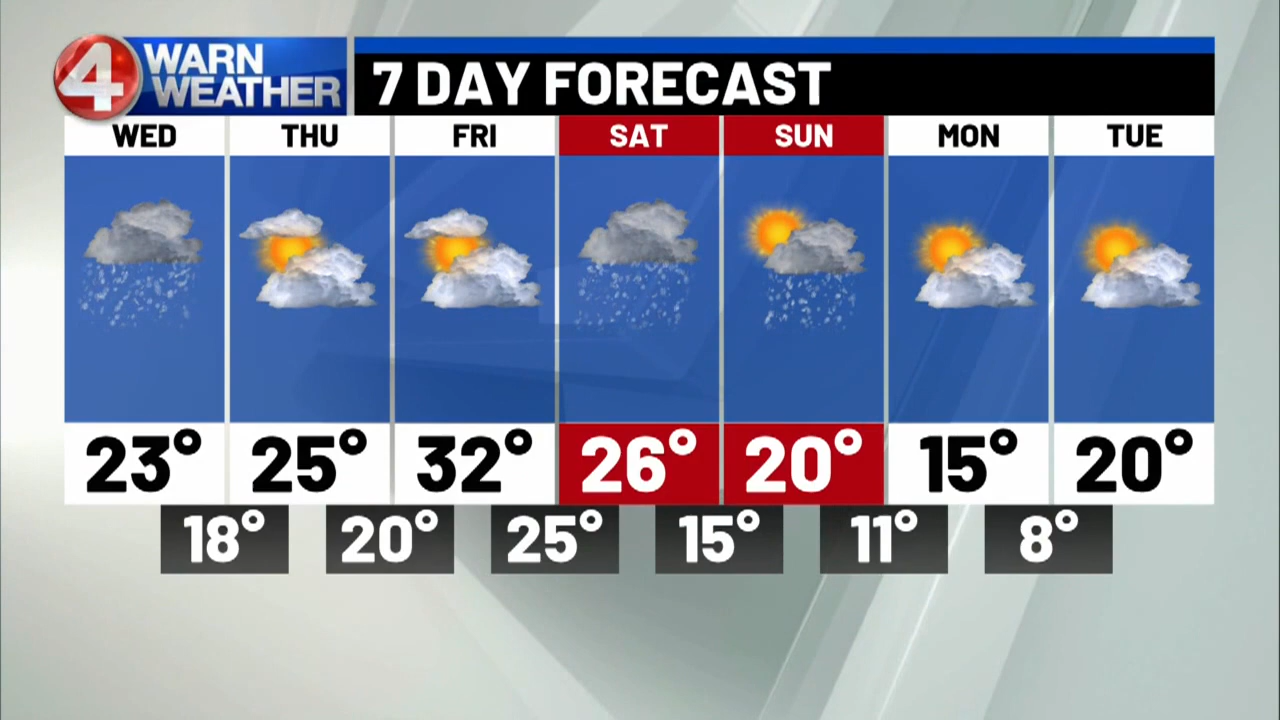 4 WARN
WEATHER
7 DAY FORECAST
WED THU FRI SAT SUN MON TUE
23° 25° 32° 26° 20° 15° 20°
18° 20° 25° 15° 11° 8°